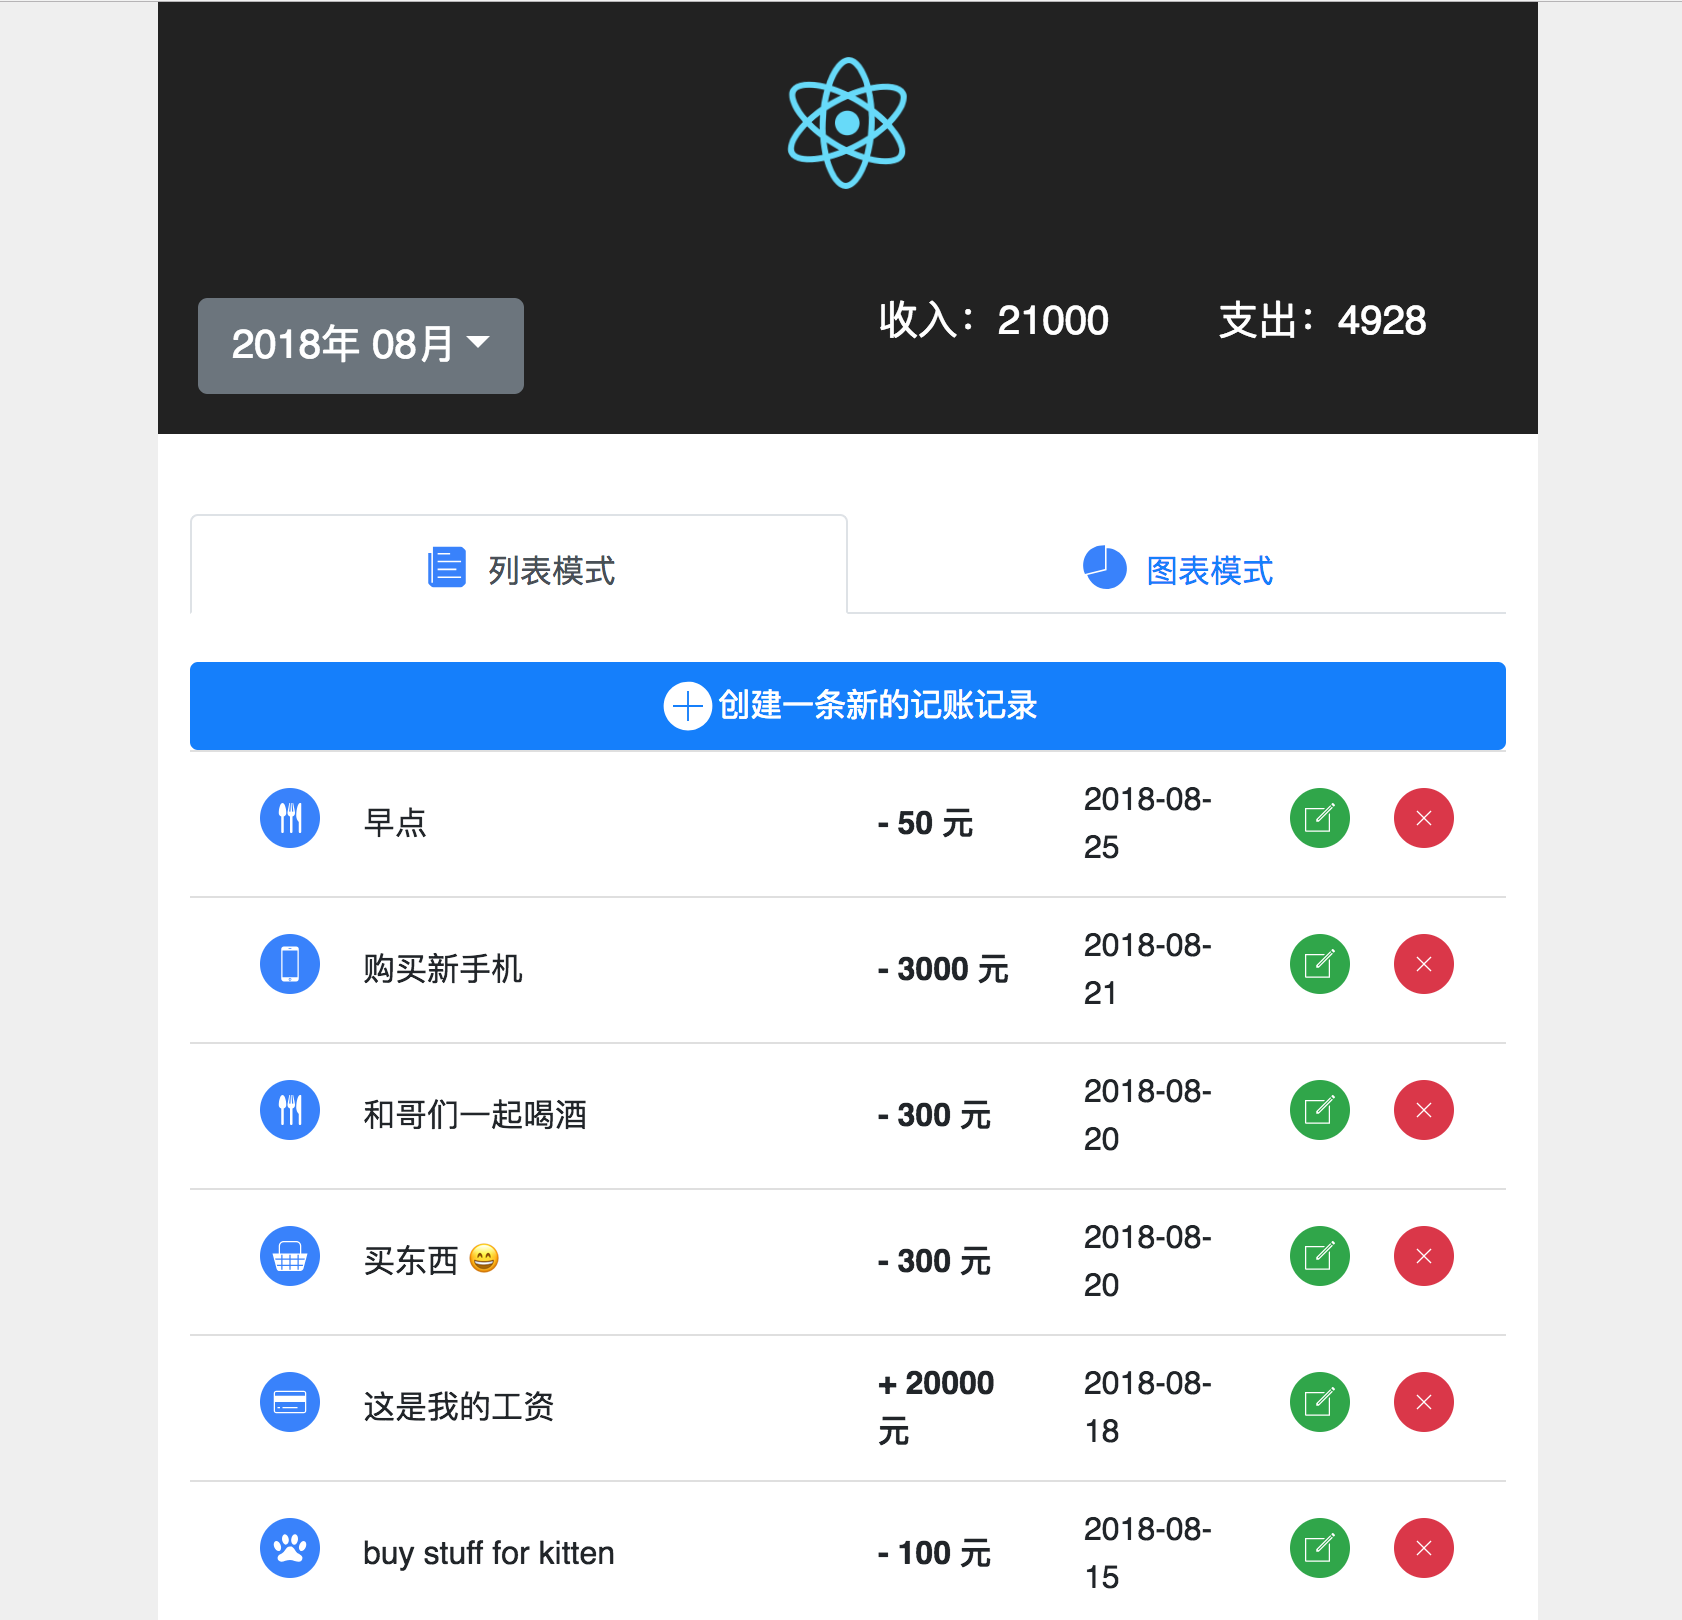 2018年 08月
收入：21000
支出：4928
列表模式
图表模式
创建一条新的记账记录
早点
- 50 元
2018-08-
25
购买新手机
- 3000 元
2018-08-
21
和哥们一起喝酒
- 300 元
2018-08-
20
买东西 😄
- 300 元
2018-08-
20
这是我的工资
+ 20000
元
2018-08-
18
buy stuff for kitten
- 100 元
2018-08-
15